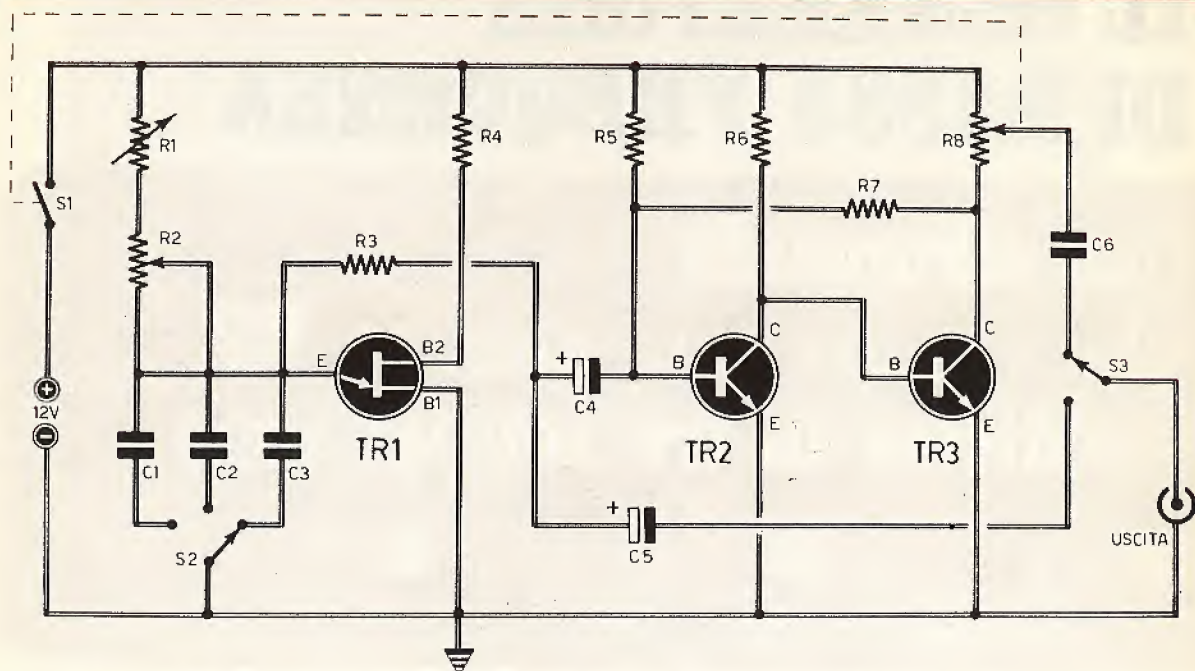 R1
R4
R5
R6
R8
S1
R7
R2
R3
C6
E
B2
B1
+
C4
B
C
E
B
C
E
S3
+
12V
-
C1
C2
C3
TR1
TR2
TR3
S2
+
C5
USCITA